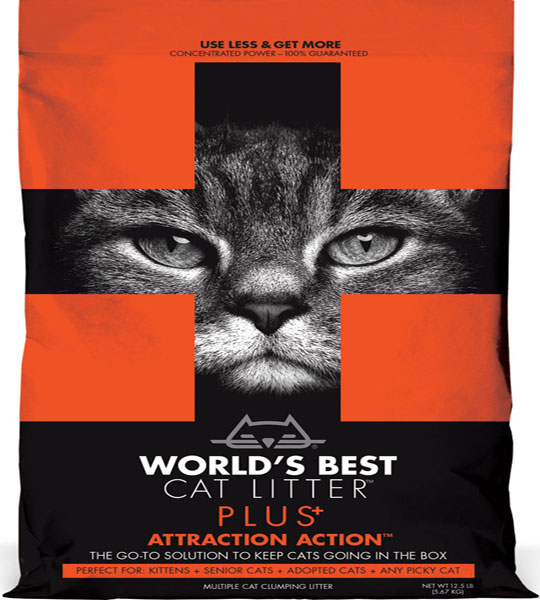 USE LESS & GET MORE
CONCENTRATED POWER – 100% GUARANTEED
WORLD'S BEST
CAT LITTER™
PLUS+
ATTRACTION ACTION™
THE GO-TO SOLUTION TO KEEP CATS GOING IN THE BOX
PERFECT FOR: KITTENS + SENIOR CATS + ADOPTED CATS + ANY PICKY CAT
MULTIPLE CAT CLUMPING LITTER
NET WT 12.5 LB
(5.67 KG)